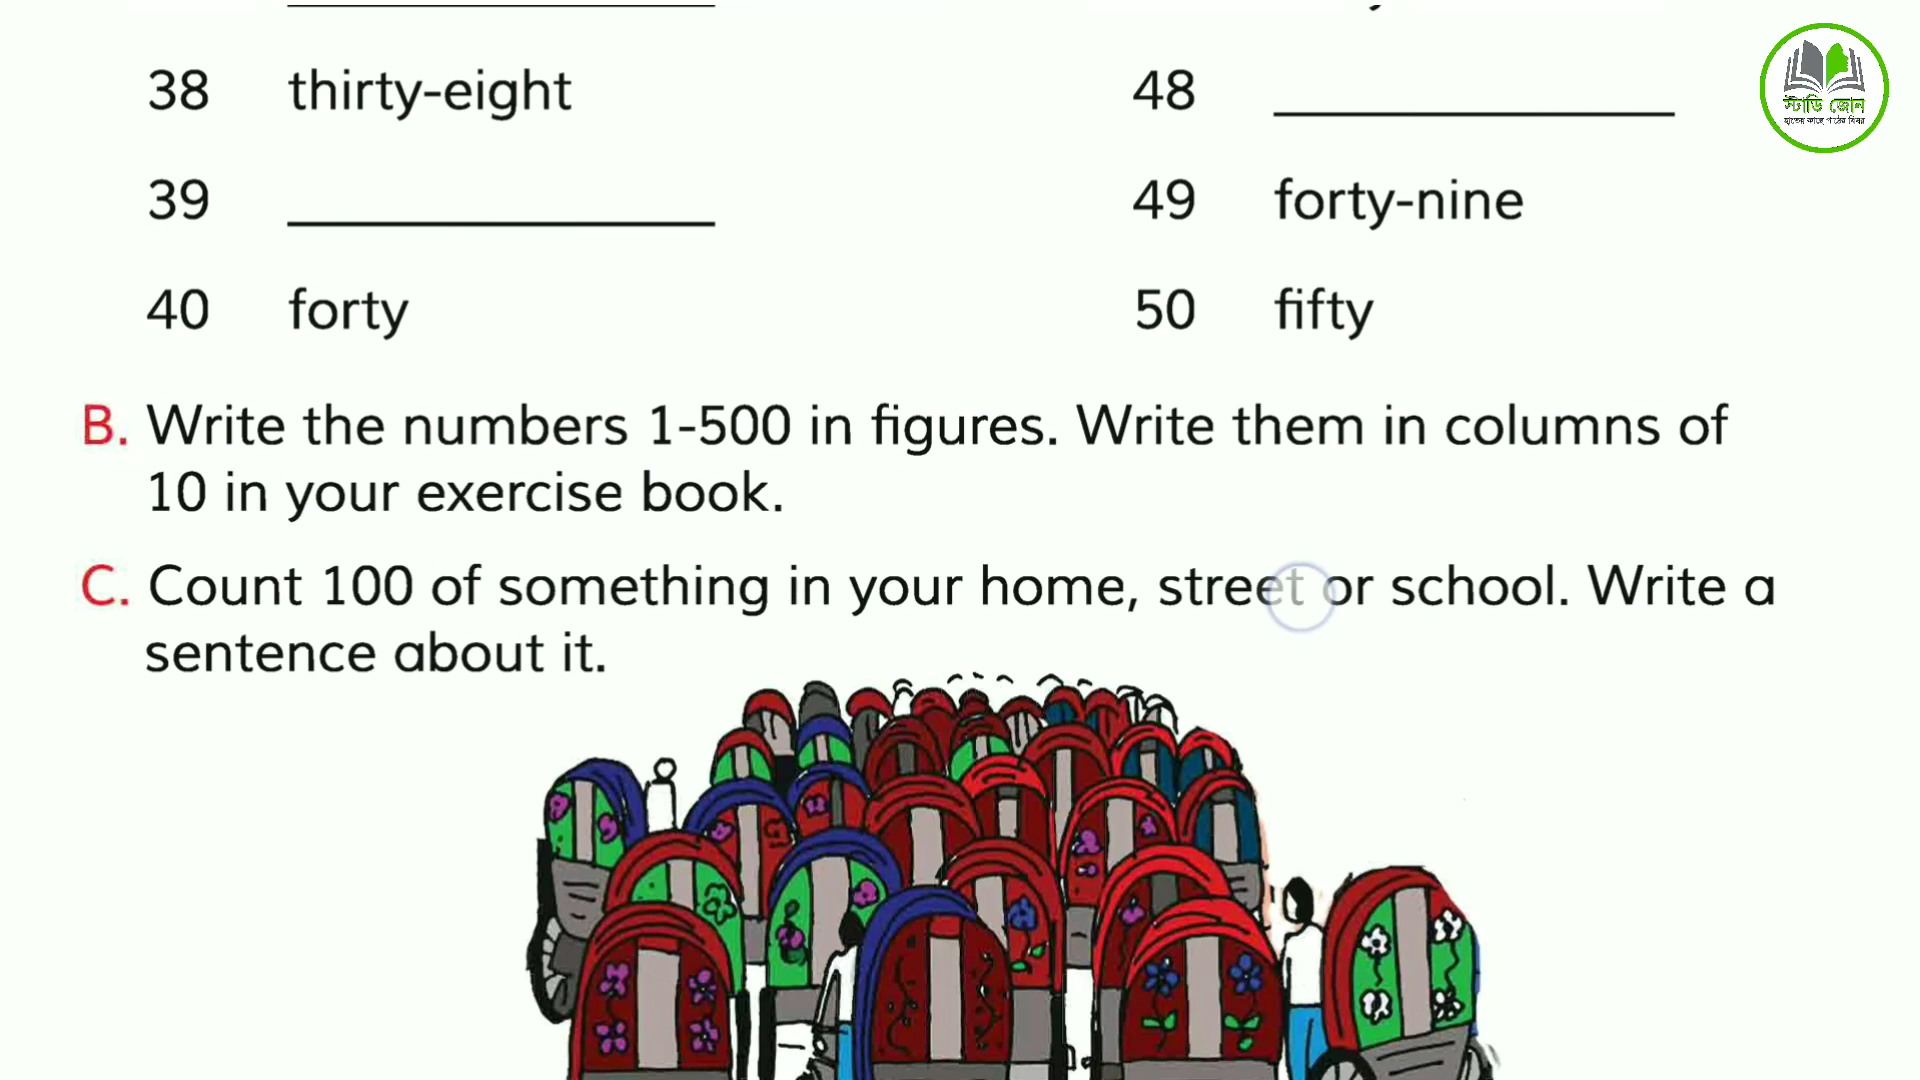 38 thirty-eight 48
39 49 forty-nine
40 forty 50 fifty
B. Write the numbers 1-500 in figures. Write them in columns of
10 in your exercise book.
C. Count 100 of something in your home, street or school. Write a
sentence about it.
স্টাডি জোন